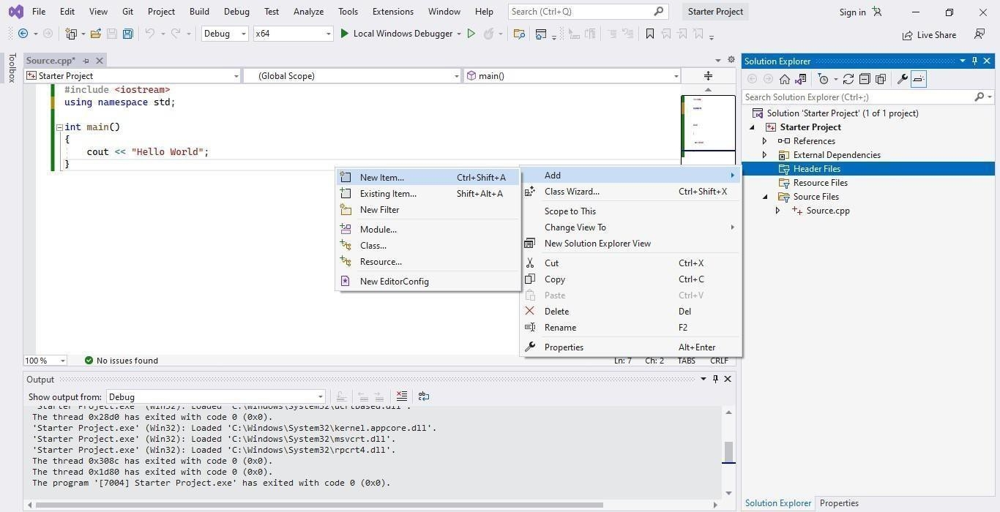 File Edit View Git Project Build Debug Test Analyze Tools Extensions Window Help Search (Ctrl+Q) Starter Project Sign in
Debug x64 Local Windows Debugger Live Share
Toolbox
Source.cpp*
Starter Project (Global Scope) main()
#include <iostream>
using namespace std;
int main()
{
cout << "Hello World";
}
New Item... Ctrl+Shift+A
Existing Item... Shift+Alt+A
New Filter
Module...
Class...
Resource...
New EditorConfig
Add
Class Wizard... Ctrl+Shift+X
Scope to This
Change View To
New Solution Explorer View
Cut Ctrl+X
Copy Ctrl+C
Paste Ctrl+V
Delete Del
Rename F2
Properties Alt+Enter
100 % No issues found Ln: 7 Ch: 2 TABS CRLF
Output
Show output from: Debug
'Starter Project.exe' (Win32): Loaded 'C:\Windows\System32\ucrtbased.dll'.
The thread 0x28d0 has exited with code 0 (0x0).
'Starter Project.exe' (Win32): Loaded 'C:\Windows\System32\kernel.appcore.dll'.
'Starter Project.exe' (Win32): Loaded 'C:\Windows\System32\msvcrt.dll'.
'Starter Project.exe' (Win32): Loaded 'C:\Windows\System32\rpcrt4.dll'.
The thread 0x308c has exited with code 0 (0x0).
The thread 0x1d80 has exited with code 0 (0x0).
The program '[7004] Starter Project.exe' has exited with code 0 (0x0).
Solution Explorer
Search Solution Explorer (Ctrl+;)
Solution 'Starter Project' (1 of 1 project)
Starter Project
References
External Dependencies
Header Files
Resource Files
Source Files
Source.cpp
Solution Explorer Properties